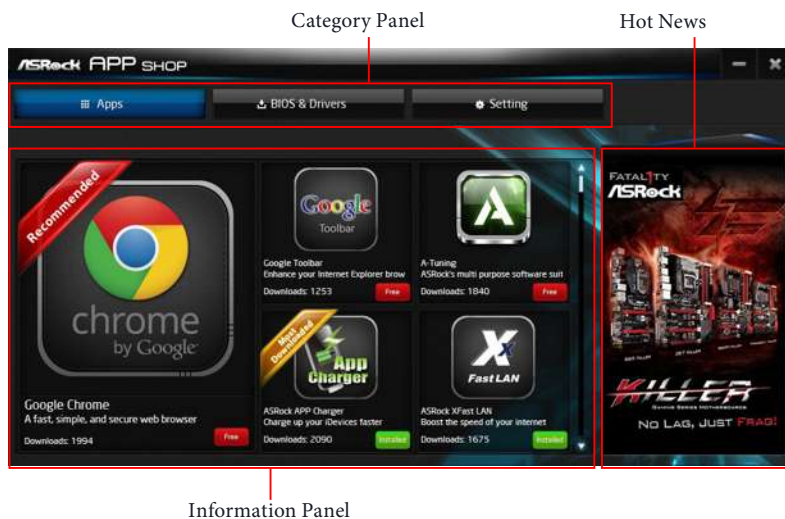 Category Panel
Hot News
ASRock APP SHOP
Apps
BIOS & Drivers
Setting
Recommended
chrome
by Google
Google Chrome
A fast, simple, and secure web browser
Downloads: 1994
Free
Google
Toolbar
Google Toolbar
Enhance your Internet Explorer brow
Downloads: 1253
Free
A-Tuning
ASRock's multi purpose software suit
Downloads: 1840
Free
Most
Downloaded
App
Charger
ASRock APP Charger
Charge up your iDevices faster
Downloads: 2090
Installed
X
Fast LAN
ASRock XFast LAN
Boost the speed of your internet
Downloads: 1675
Installed
FATAL1TY
ASRock
KILLER
GAMING SERIES MOTHERBOARDS
NO LAG, JUST FRAG!
Information Panel